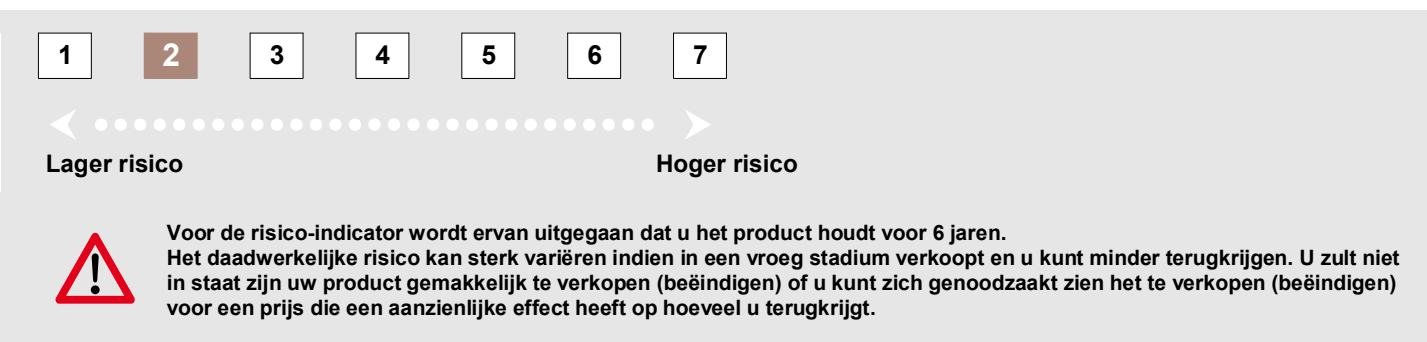 1 2 3 4 5 6 7
Lager risico Hoger risico
Voor de risico-indicator wordt ervan uitgegaan dat u het product houdt voor 6 jaren.
Het daadwerkelijke risico kan sterk variëren indien in een vroeg stadium verkoopt en u kunt minder terugkrijgen. U zult niet
in staat zijn uw product gemakkelijk te verkopen (beëindigen) of u kunt zich genoodzaakt zien het te verkopen (beëindigen)
voor een prijs die een aanzienlijke effect heeft op hoeveel u terugkrijgt.